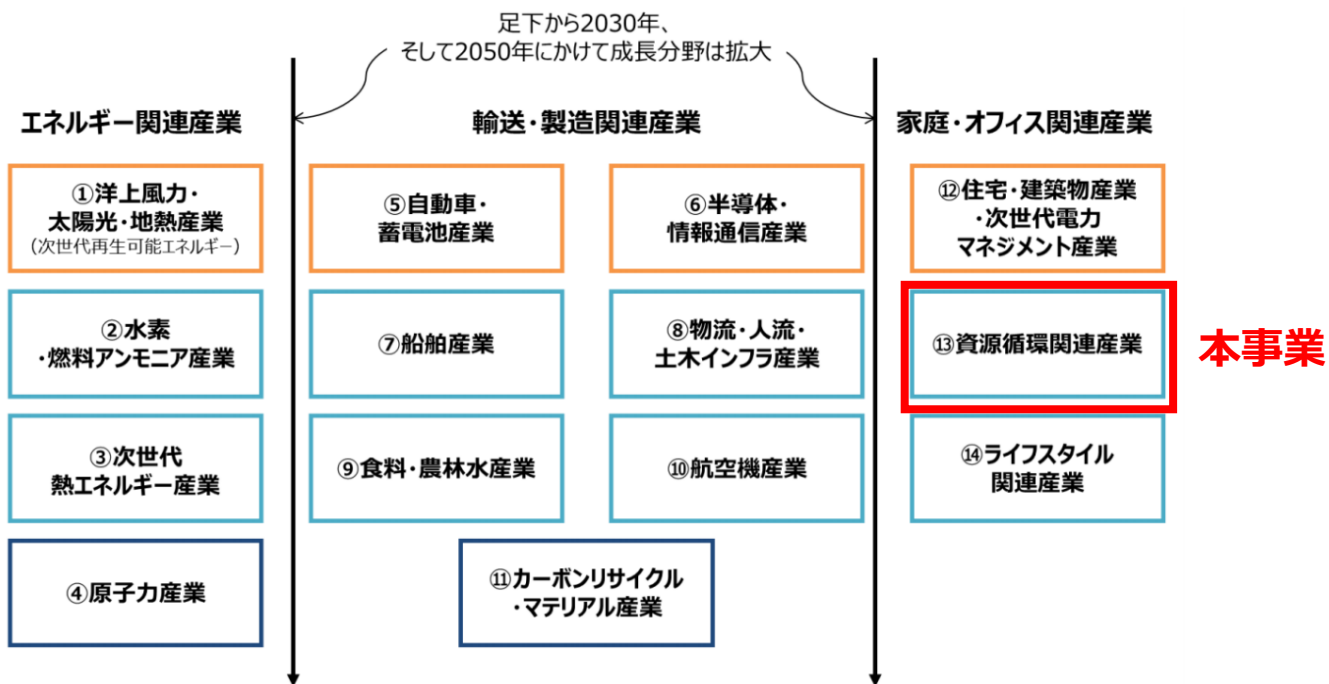 足下から2030年、
そして2050年にかけて成長分野は拡大
エネルギー関連産業
輸送・製造関連産業
家庭・オフィス関連産業
①洋上風力・
太陽光・地熱産業
(次世代再生可能エネルギー)
⑤自動車・
蓄電池産業
⑥半導体・
情報通信産業
⑫住宅・建築物産業
・次世代電力
マネジメント産業
②水素
・燃料アンモニア産業
⑦船舶産業
⑧物流・人流・
土木インフラ産業
⑬資源循環関連産業
本事業
③次世代
熱エネルギー産業
⑨食料・農林水産業
⑩航空機産業
⑭ライフスタイル
関連産業
④原子力産業
⑪カーボンリサイクル
・マテリアル産業